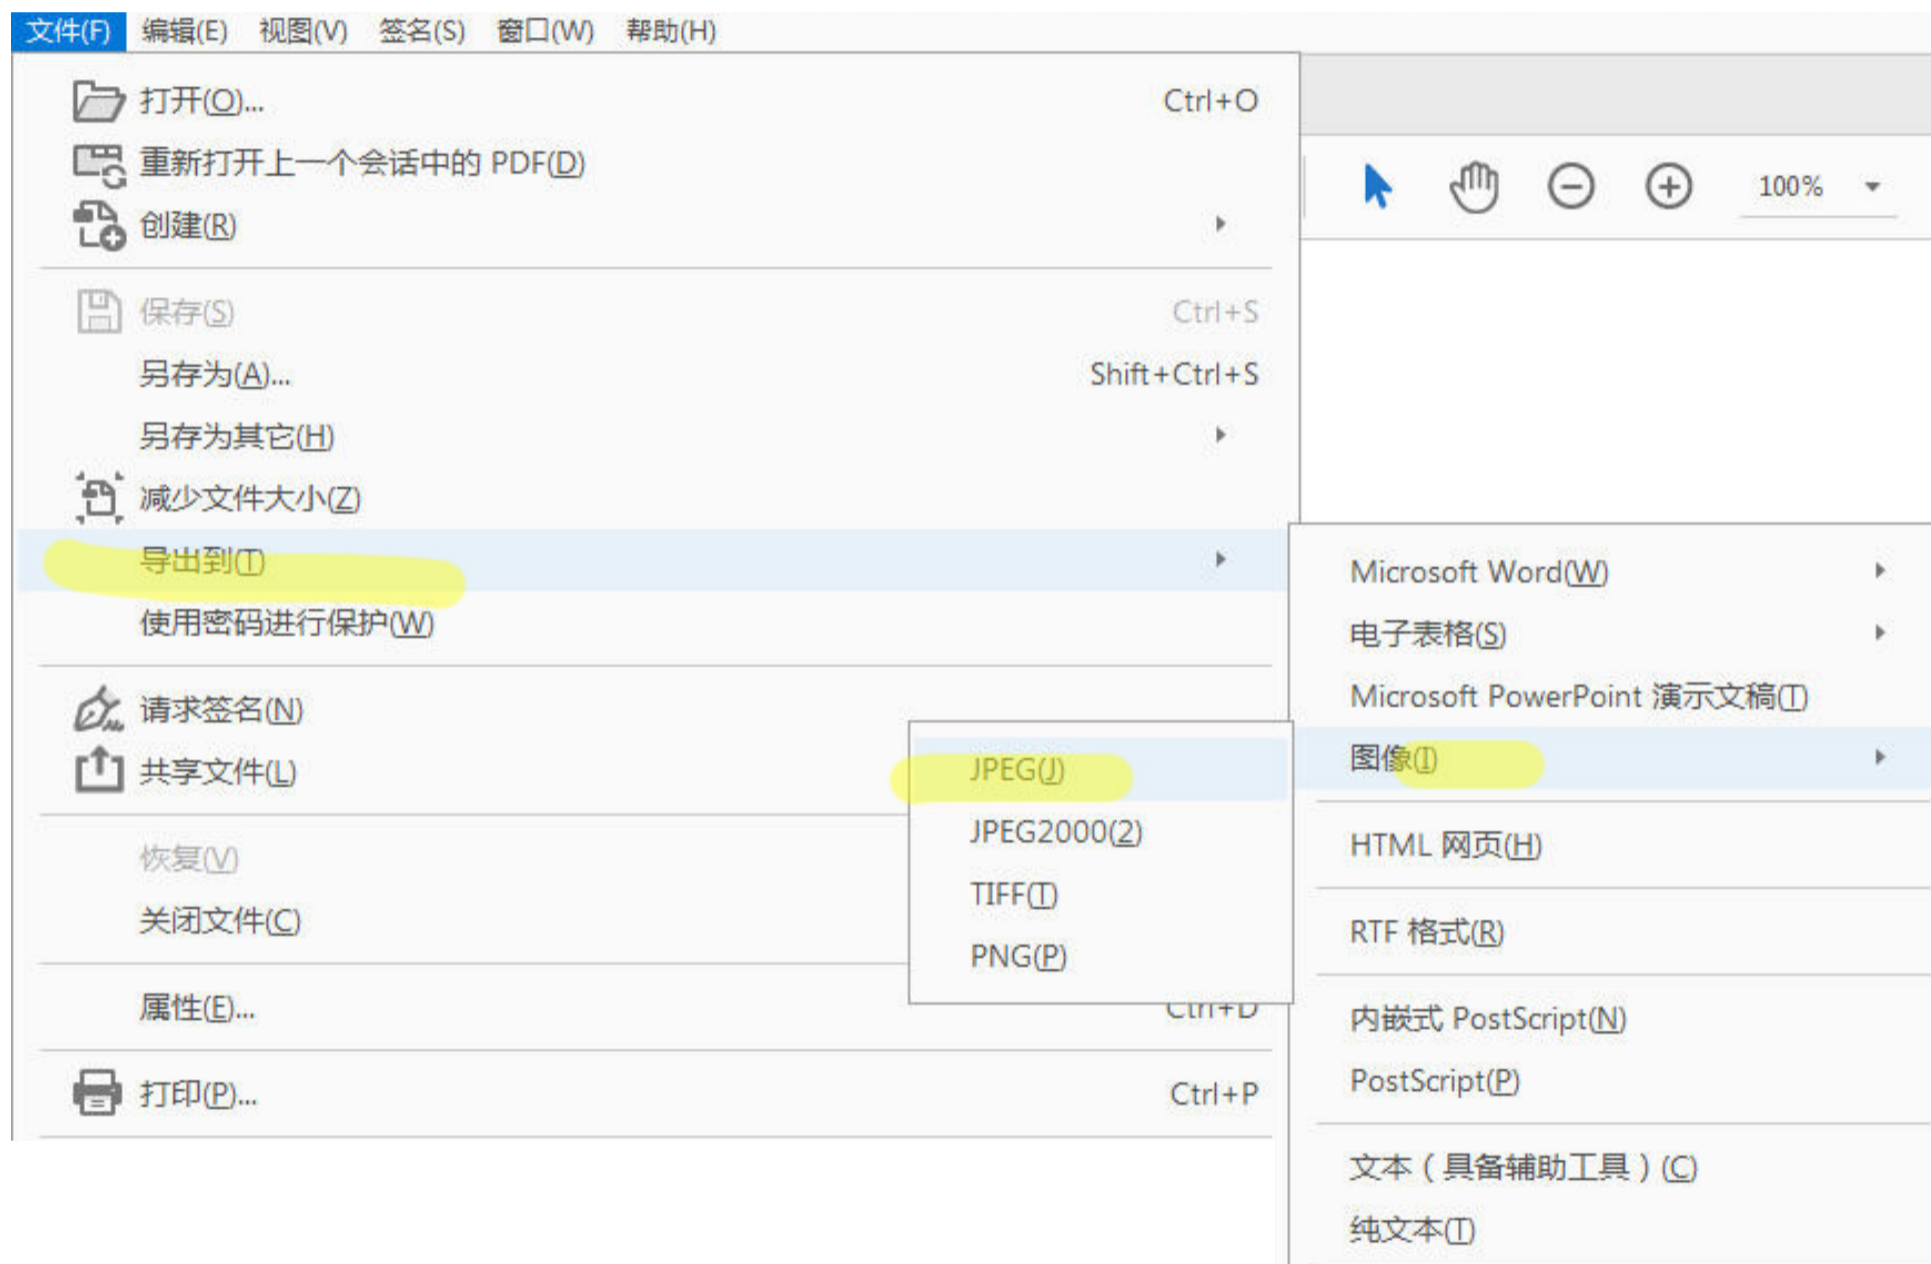 文件(F) 编辑(E) 视图(V) 签名(S) 窗口(W) 帮助(H)
打开(O)... Ctrl+O
重新打开上一个会话中的 PDF(D)
创建(R)
100%
保存(S) Ctrl+S
另存为(A)... Shift+Ctrl+S
另存为其它(H)
减少文件大小(Z)
导出到(T)
使用密码进行保护(W)
请求签名(N)
共享文件(L)
恢复(V)
关闭文件(C)
属性(E)... Ctrl+D
打印(P)... Ctrl+P
Microsoft Word(W)
电子表格(S)
Microsoft PowerPoint 演示文稿(T)
图像(I)
HTML 网页(H)
RTF 格式(R)
内嵌式 PostScript(N)
PostScript(P)
文本（具备辅助工具）(C)
纯文本(T)
JPEG(J)
JPEG2000(2)
TIFF(T)
PNG(P)